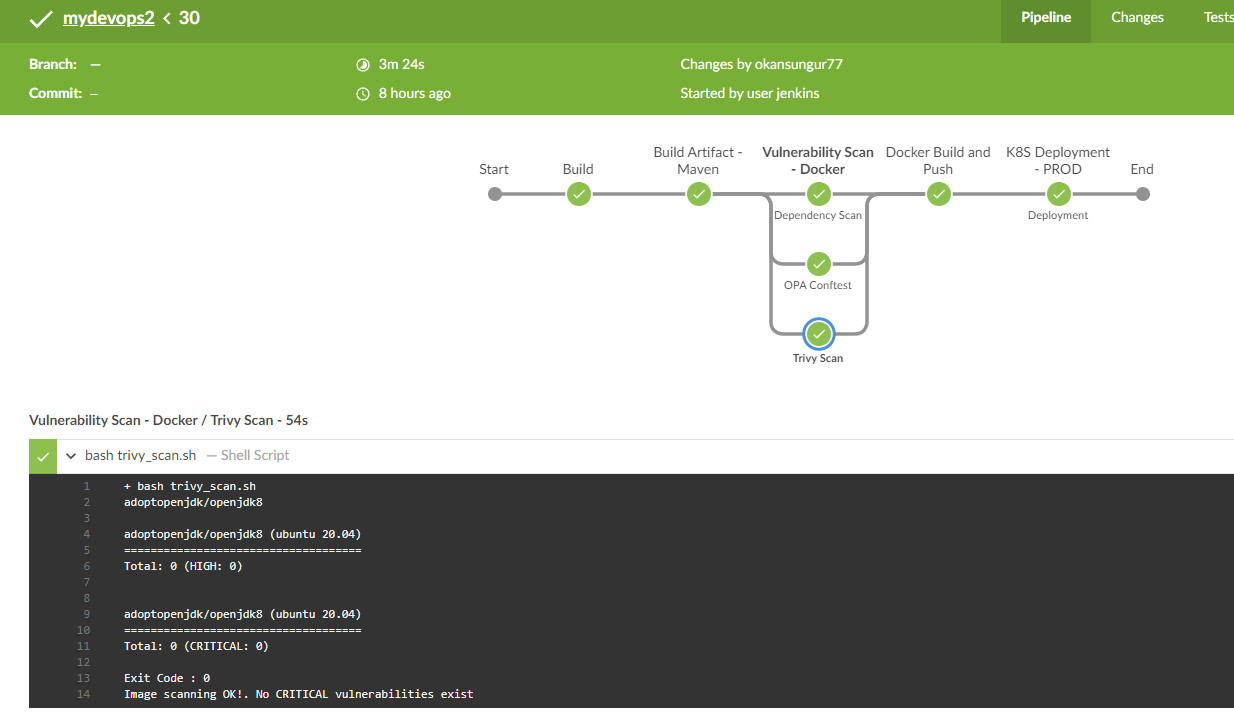 mydevops2 < 30
Pipeline
Changes
Tests
Branch: —
3m 24s
Changes by okansungur77
Commit: –
8 hours ago
Started by user jenkins
Start
Build
Build Artifact -
Maven
Vulnerability Scan
- Docker
Docker Build and
Push
K8S Deployment
- PROD
End
Dependency Scan
Deployment
OPA Conftest
Trivy Scan
Vulnerability Scan - Docker / Trivy Scan - 54s
bash trivy_scan.sh — Shell Script
1 + bash trivy_scan.sh
2 adoptopenjdk/openjdk8
3
4 adoptopenjdk/openjdk8 (ubuntu 20.04)
5 ====================================
6 Total: 0 (HIGH: 0)
7
8
9 adoptopenjdk/openjdk8 (ubuntu 20.04)
10 ====================================
11 Total: 0 (CRITICAL: 0)
12
13 Exit Code : 0
14 Image scanning OK!. No CRITICAL vulnerabilities exist